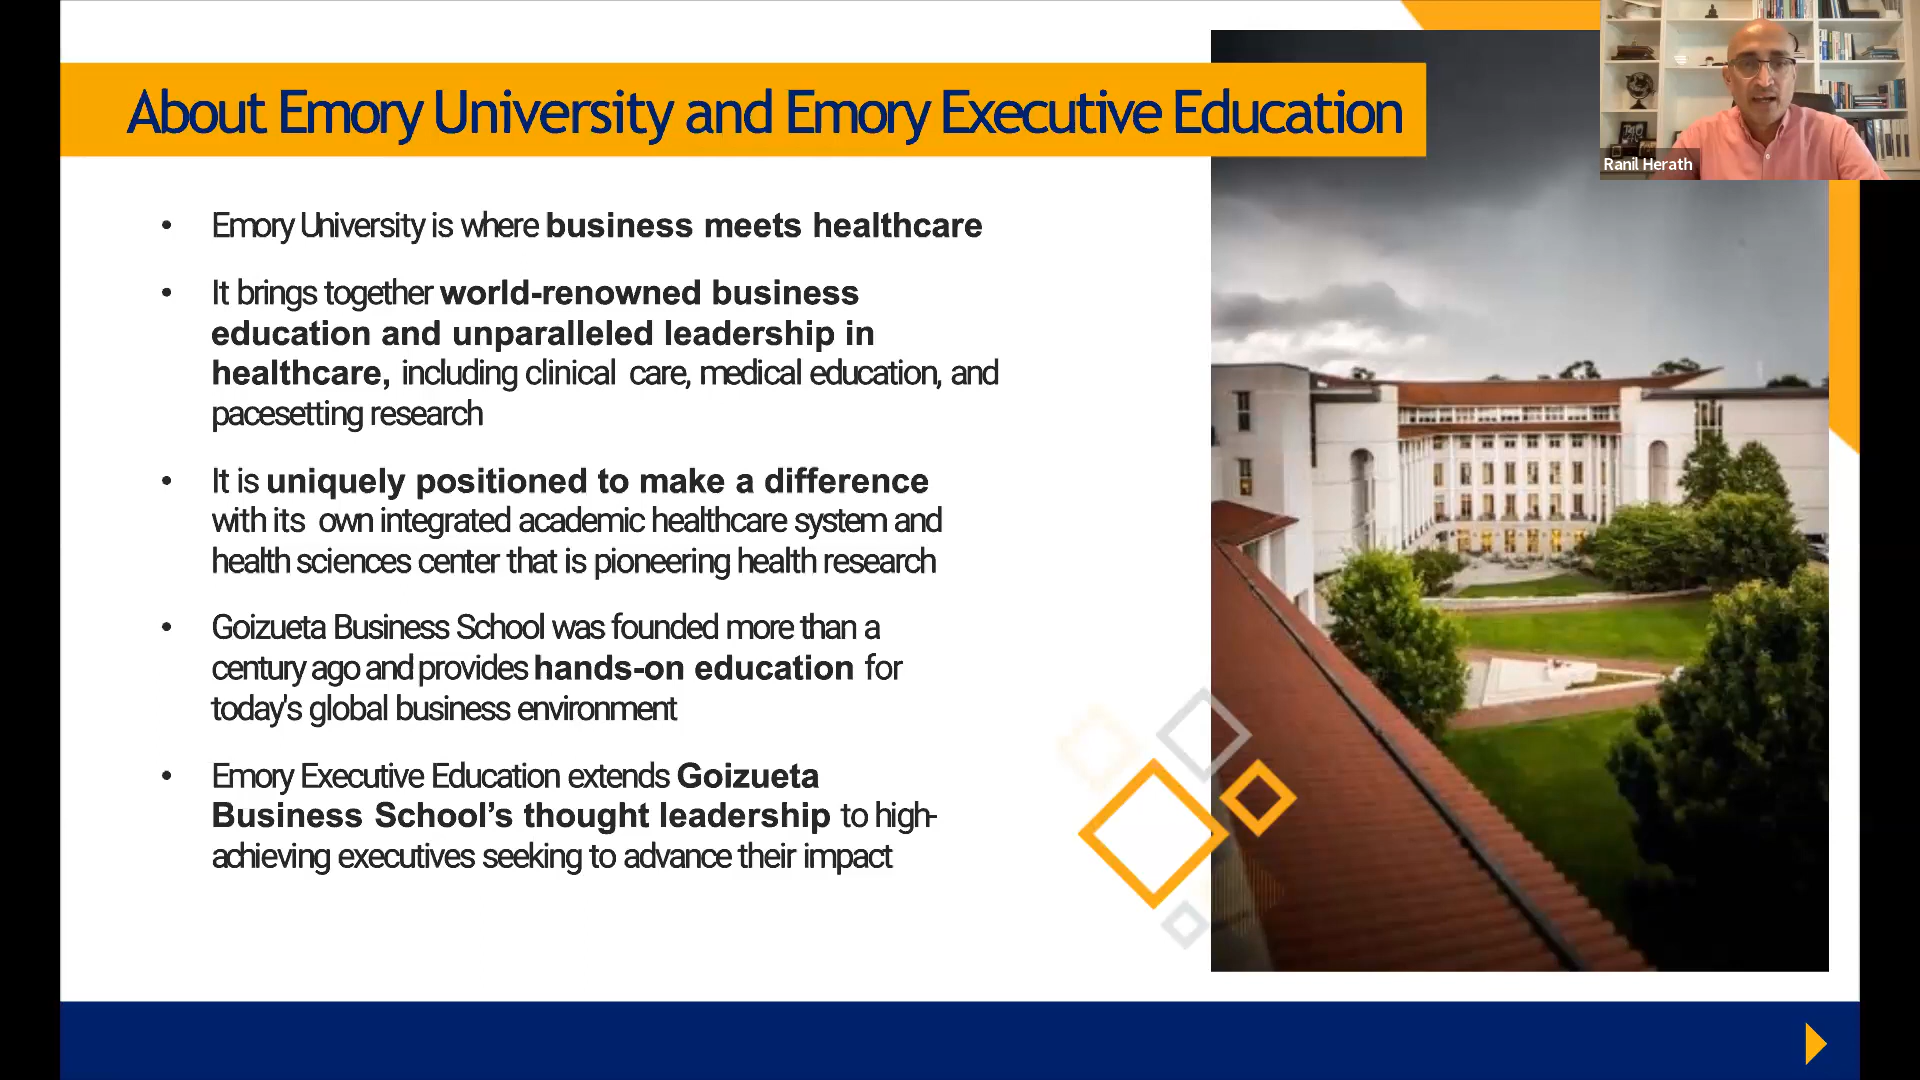 About Emory University and Emory Executive Education
Ranil Herath
• Emory University is where business meets healthcare
• It brings together world-renowned business
education and unparalleled leadership in
healthcare, including clinical care, medical education, and
pacesetting research
• It is uniquely positioned to make a difference
with its own integrated academic healthcare system and
health sciences center that is pioneering health research
• Goizueta Business School was founded more than a
century ago and provides hands-on education for
today's global business environment
• Emory Executive Education extends Goizueta
Business School’s thought leadership to high-
achieving executives seeking to advance their impact